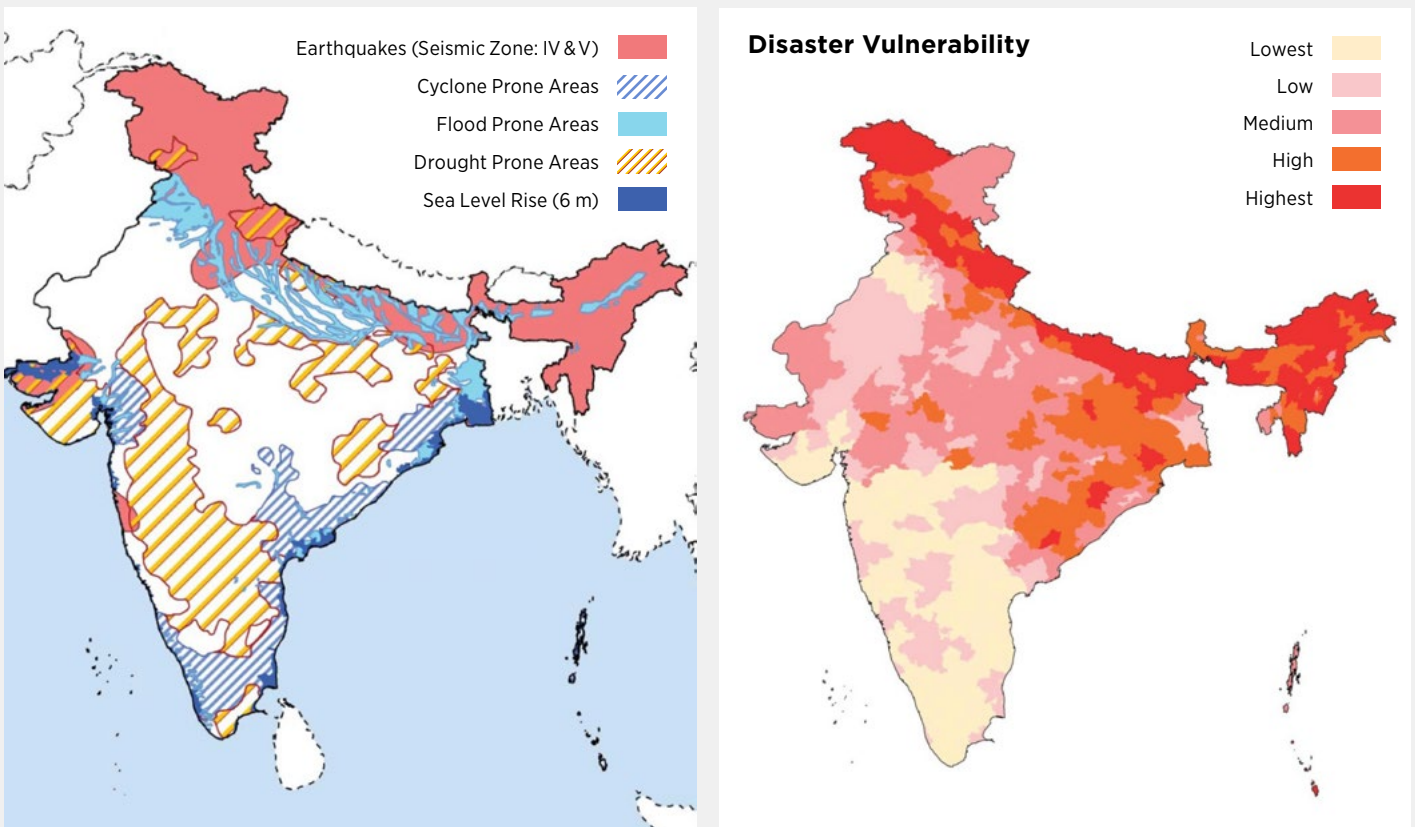 Earthquakes (Seismic Zone: IV & V)
Cyclone Prone Areas
Flood Prone Areas
Drought Prone Areas
Sea Level Rise (6 m)
Disaster Vulnerability
Lowest
Low
Medium
High
Highest